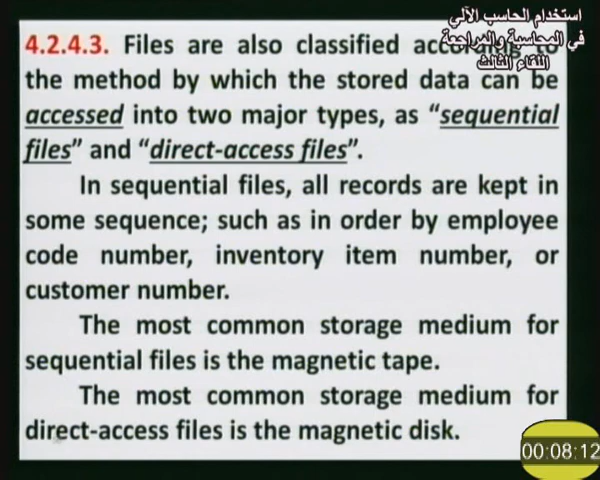 استخدام الحاسب الآلي
في المحاسبة والمراجعة
اللقاء الثالث
4.2.4.3. Files are also classified according to
the method by which the stored data can be
accessed into two major types, as “sequential
files” and “direct-access files”.
In sequential files, all records are kept in
some sequence; such as in order by employee
code number, inventory item number, or
customer number.
The most common storage medium for
sequential files is the magnetic tape.
The most common storage medium for
direct-access files is the magnetic disk.
00:08:12